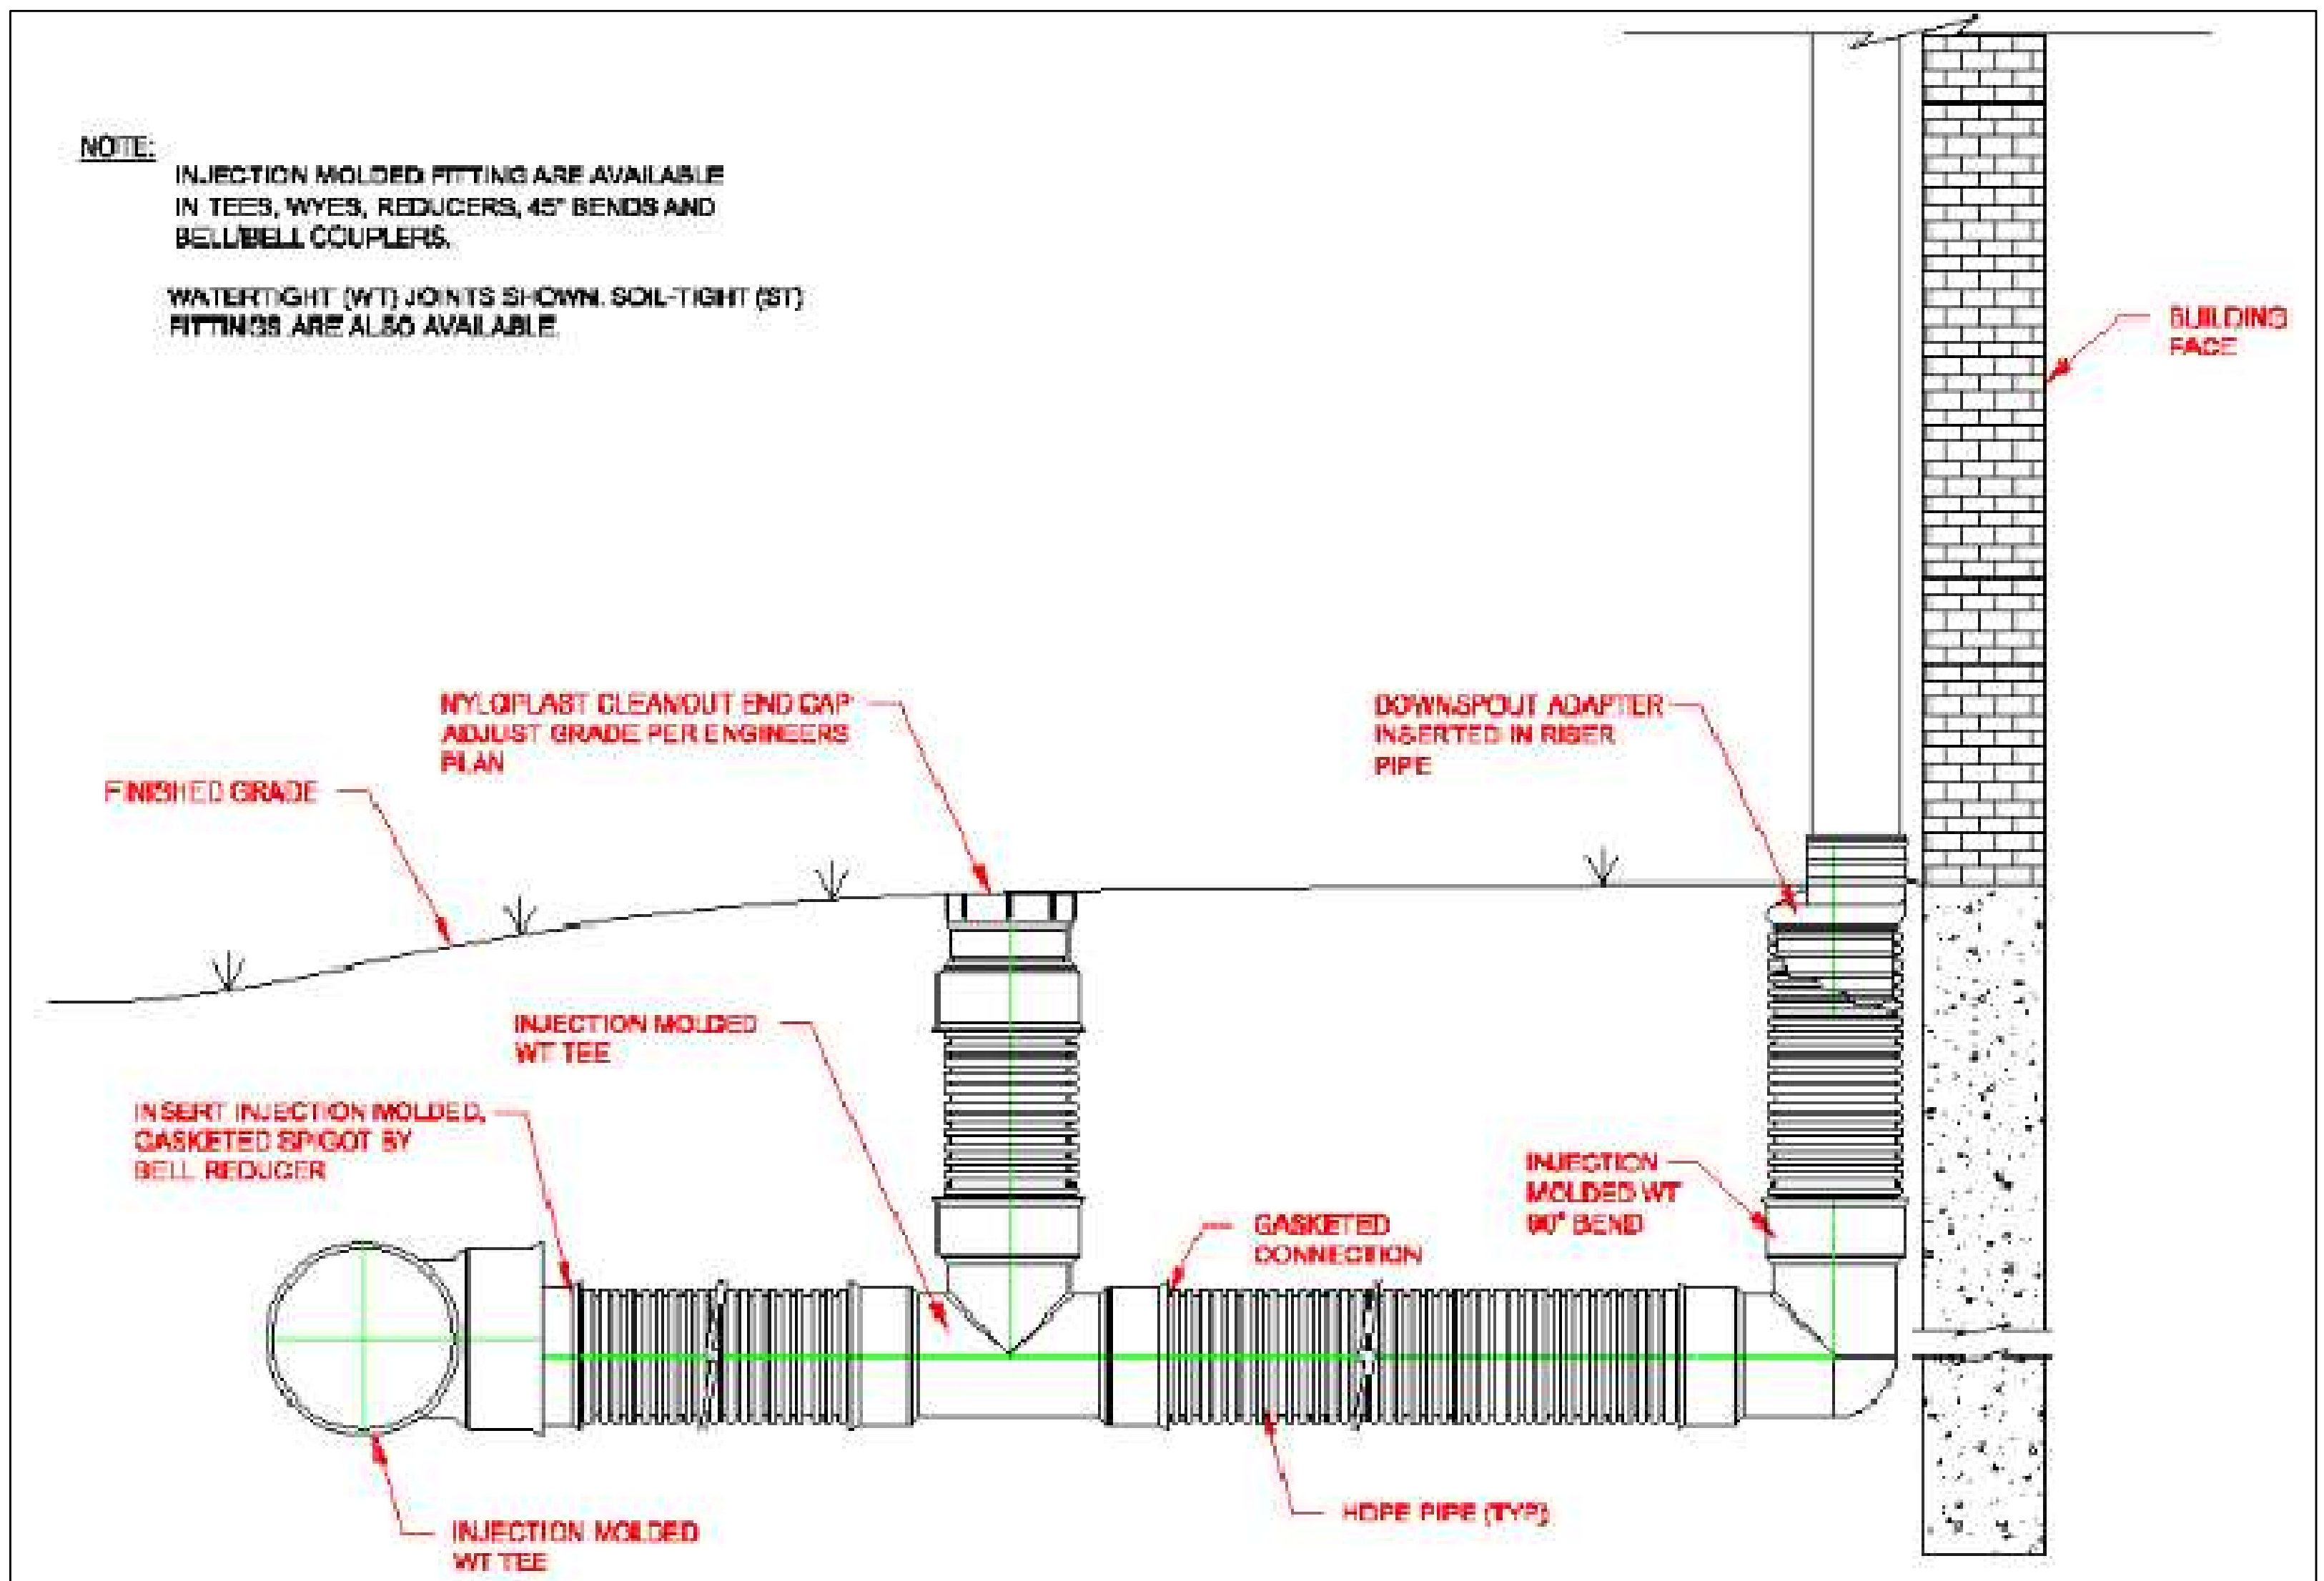 NOTE:
INJECTION MOLDED FITTING ARE AVAILABLE
IN TEES, WYES, REDUCERS, 45° BENDS AND
BELL/BELL COUPLERS.
WATERTIGHT (WT) JOINTS SHOWN. SOIL-TIGHT (ST)
FITTINGS ARE ALSO AVAILABLE.
BUILDING
FACE
NYLOPLAST CLEANOUT END CAP
ADJUST GRADE PER ENGINEERS
PLAN
DOWNSPOUT ADAPTER
INSERTED IN RISER
PIPE
FINISHED GRADE
INJECTION MOLDED
WT TEE
INSERT INJECTION MOLDED,
GASKETED SPIGOT BY
BELL REDUCER
INJECTION
MOLDED WT
90° BEND
GASKETED
CONNECTION
HDPE PIPE (TYP)
INJECTION MOLDED
WT TEE